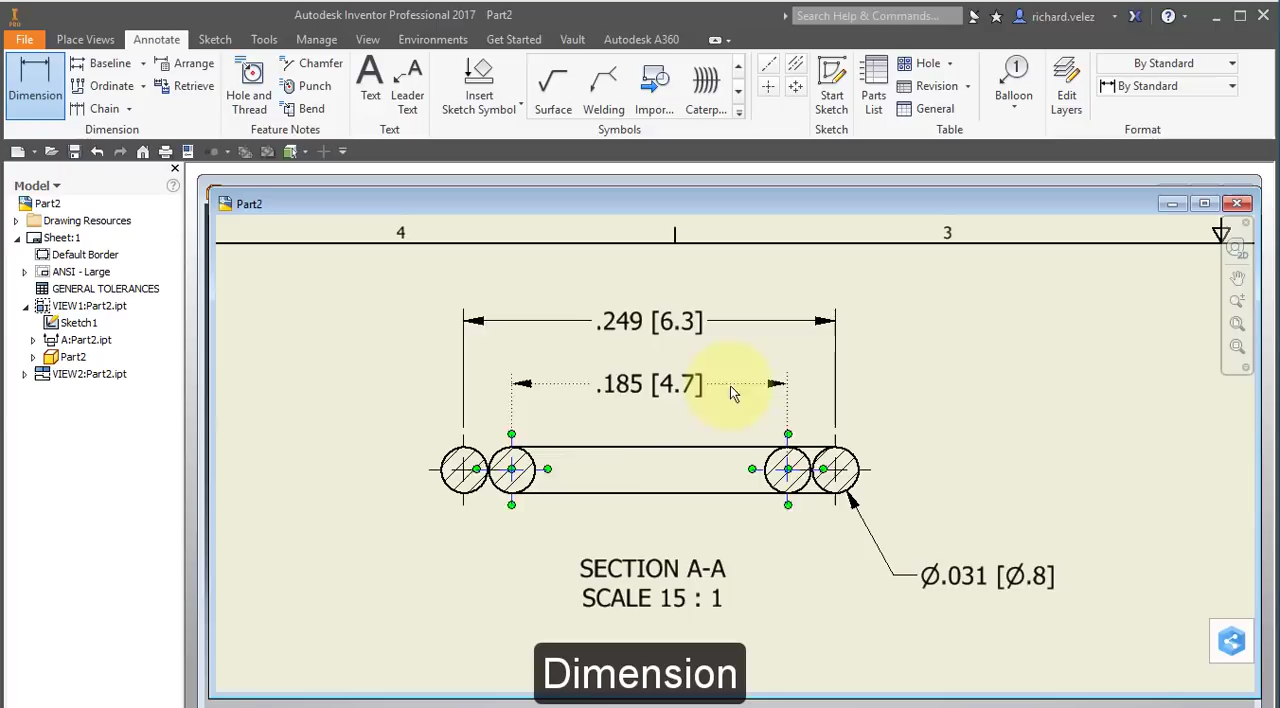 Autodesk Inventor Professional 2017 Part2
Search Help & Commands...
richard.velez
PRO
File Place Views Annotate Sketch Tools Manage View Environments Get Started Vault Autodesk A360
Dimension
Baseline
Ordinate
Chain
Arrange
Retrieve
Dimension
Hole and
Thread
Chamfer
Punch
Bend
Feature Notes
Text
Leader
Text
Text
Insert
Sketch Symbol
Surface
Welding
Impor...
Caterp...
Symbols
Start
Sketch
Sketch
Parts
List
Hole
Revision
General
Table
1
Balloon
Edit
Layers
By Standard
By Standard
Format
Model
Part2
Drawing Resources
Sheet:1
Default Border
ANSI - Large
GENERAL TOLERANCES
VIEW1:Part2.ipt
Sketch1
A:Part2.ipt
Part2
VIEW2:Part2.ipt
Part2
4 3
2D
.249 [6.3]
.185 [4.7]
Ø.031 [Ø.8]
SECTION A-A
SCALE 15 : 1
Dimension